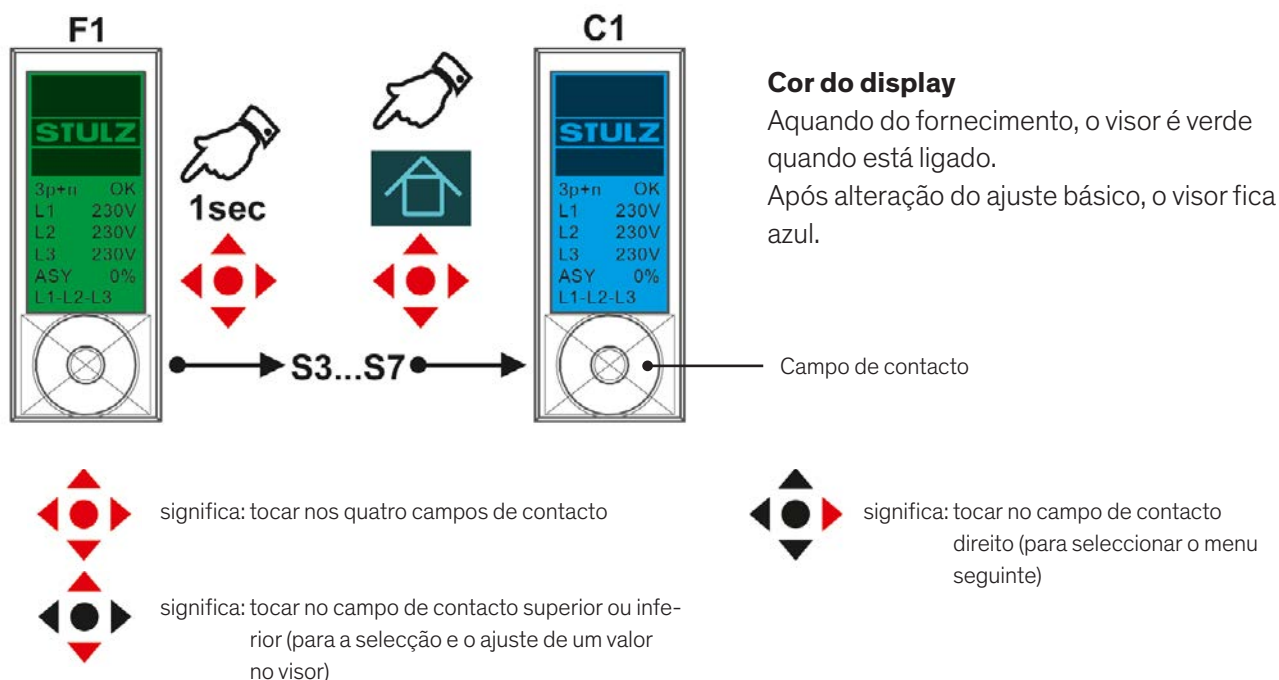 F1
C1
STULZ
3p+n OK
L1 230V
L2 230V
L3 230V
ASY 0%
L1-L2-L3
1sec
S3...S7
STULZ
3p+n OK
L1 230V
L2 230V
L3 230V
ASY 0%
L1-L2-L3
Cor do display
Aquando do fornecimento, o visor é verde
quando está ligado.
Após alteração do ajuste básico, o visor fica
azul.
Campo de contacto
significa: tocar nos quatro campos de contacto
significa: tocar no campo de contacto superior ou infe-
rior (para a selecção e o ajuste de um valor
no visor)
significa: tocar no campo de contacto
direito (para seleccionar o menu
seguinte)